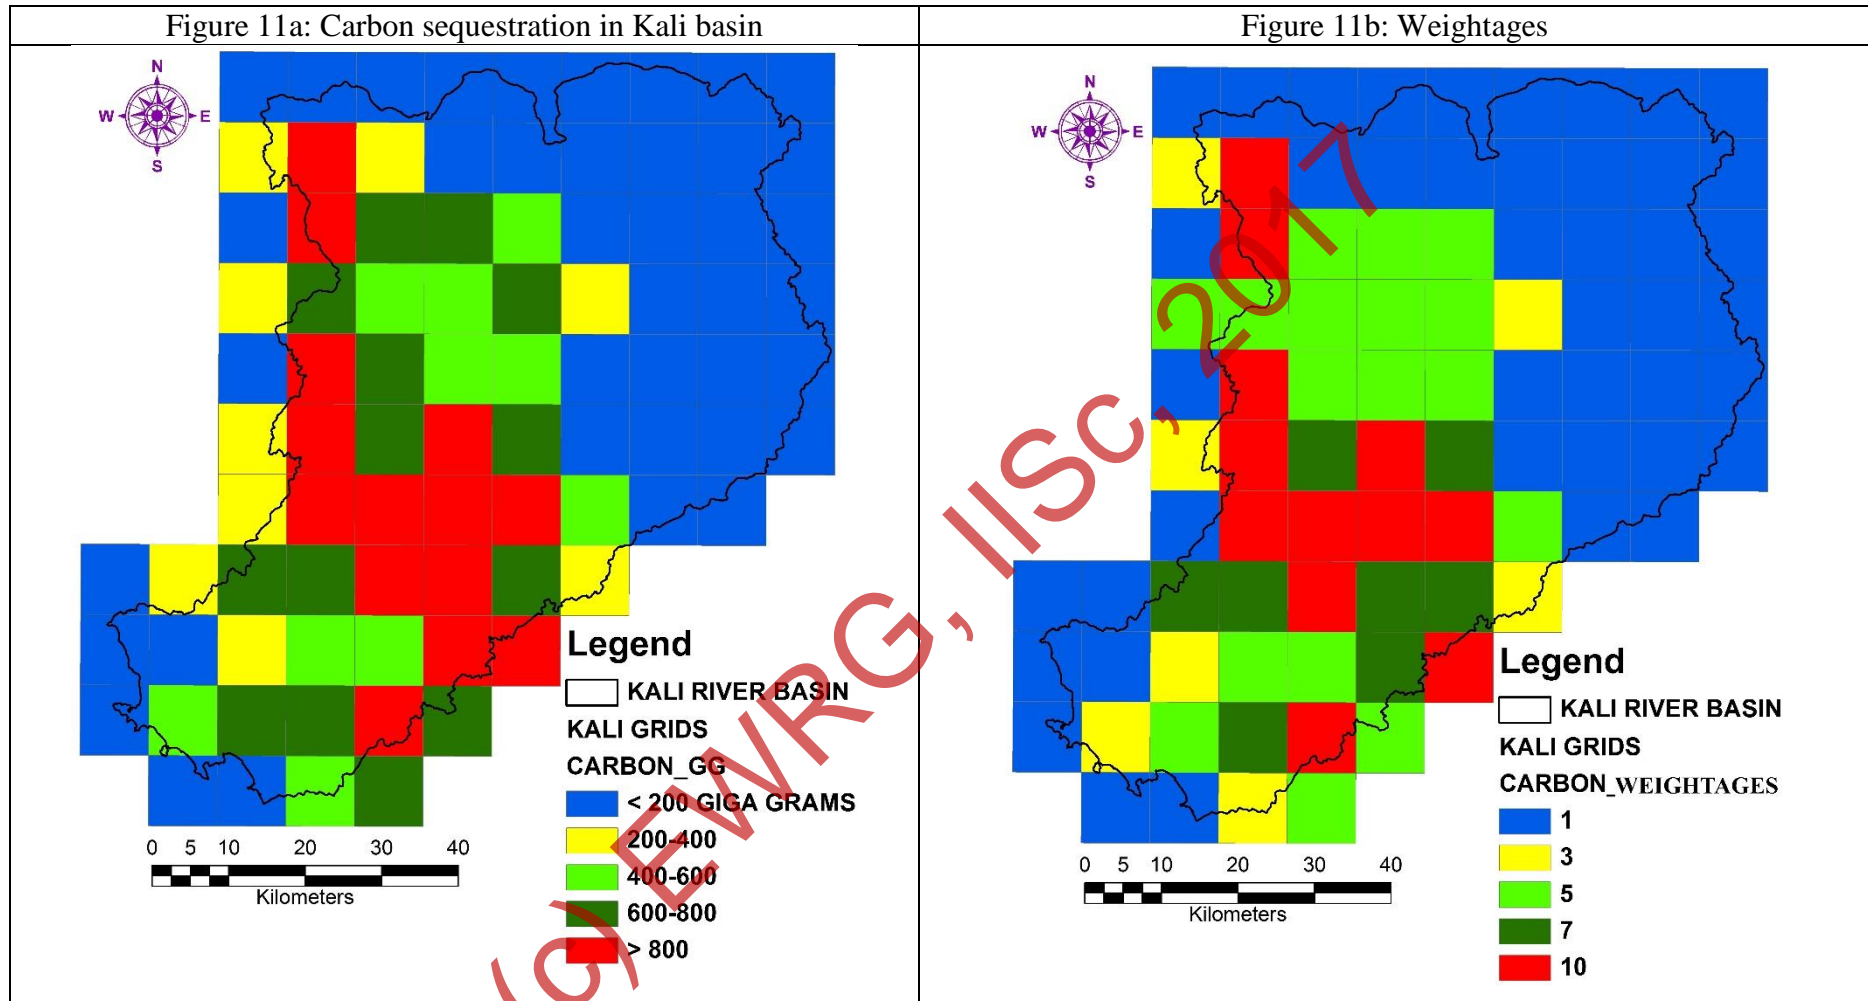 Figure 11a: Carbon sequestration in Kali basin
N
W E
S
Legend
KALI RIVER BASIN
KALI GRIDS
CARBON_GG
< 200 GIGA GRAMS
200-400
400-600
600-800
> 800
0 5 10 20 30 40
Kilometers
Figure 11b: Weightages
N
W E
S
Legend
KALI RIVER BASIN
KALI GRIDS
CARBON_WEIGHTAGES
1
3
5
7
10
0 5 10 20 30 40
Kilometers
(c) EWRG, IISc, 2017